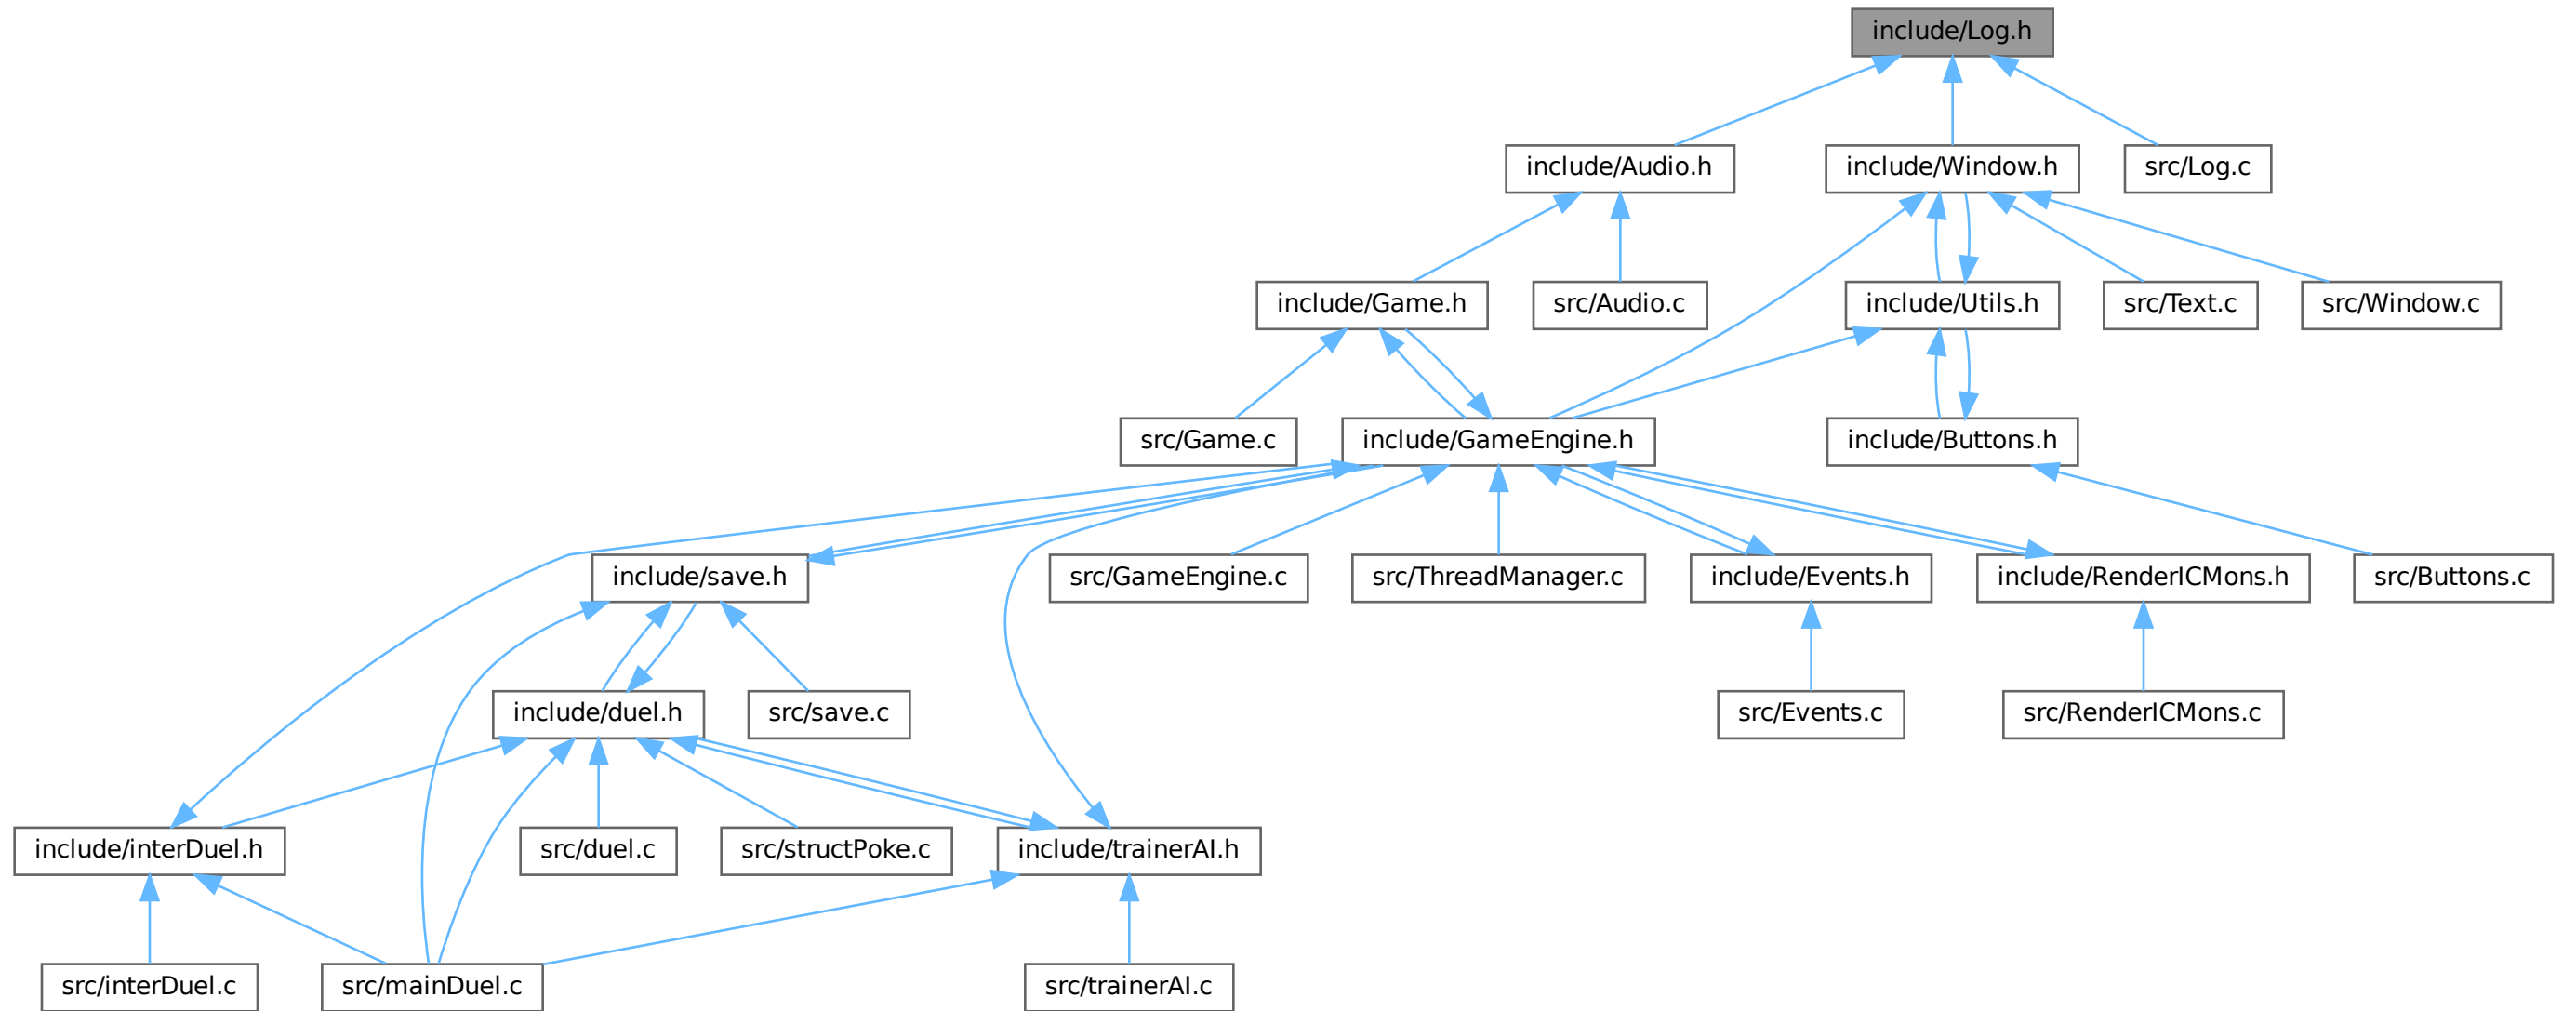 include/Log.h
include/Audio.h
include/Window.h
src/Log.c
include/Game.h
src/Audio.c
include/Utils.h
src/Text.c
src/Window.c
src/Game.c
include/GameEngine.h
include/Buttons.h
include/save.h
src/GameEngine.c
src/ThreadManager.c
include/Events.h
include/RenderICMons.h
src/Buttons.c
include/duel.h
src/save.c
src/Events.c
src/RenderICMons.c
include/interDuel.h
src/duel.c
src/structPoke.c
include/trainerAI.h
src/interDuel.c
src/mainDuel.c
src/trainerAI.c